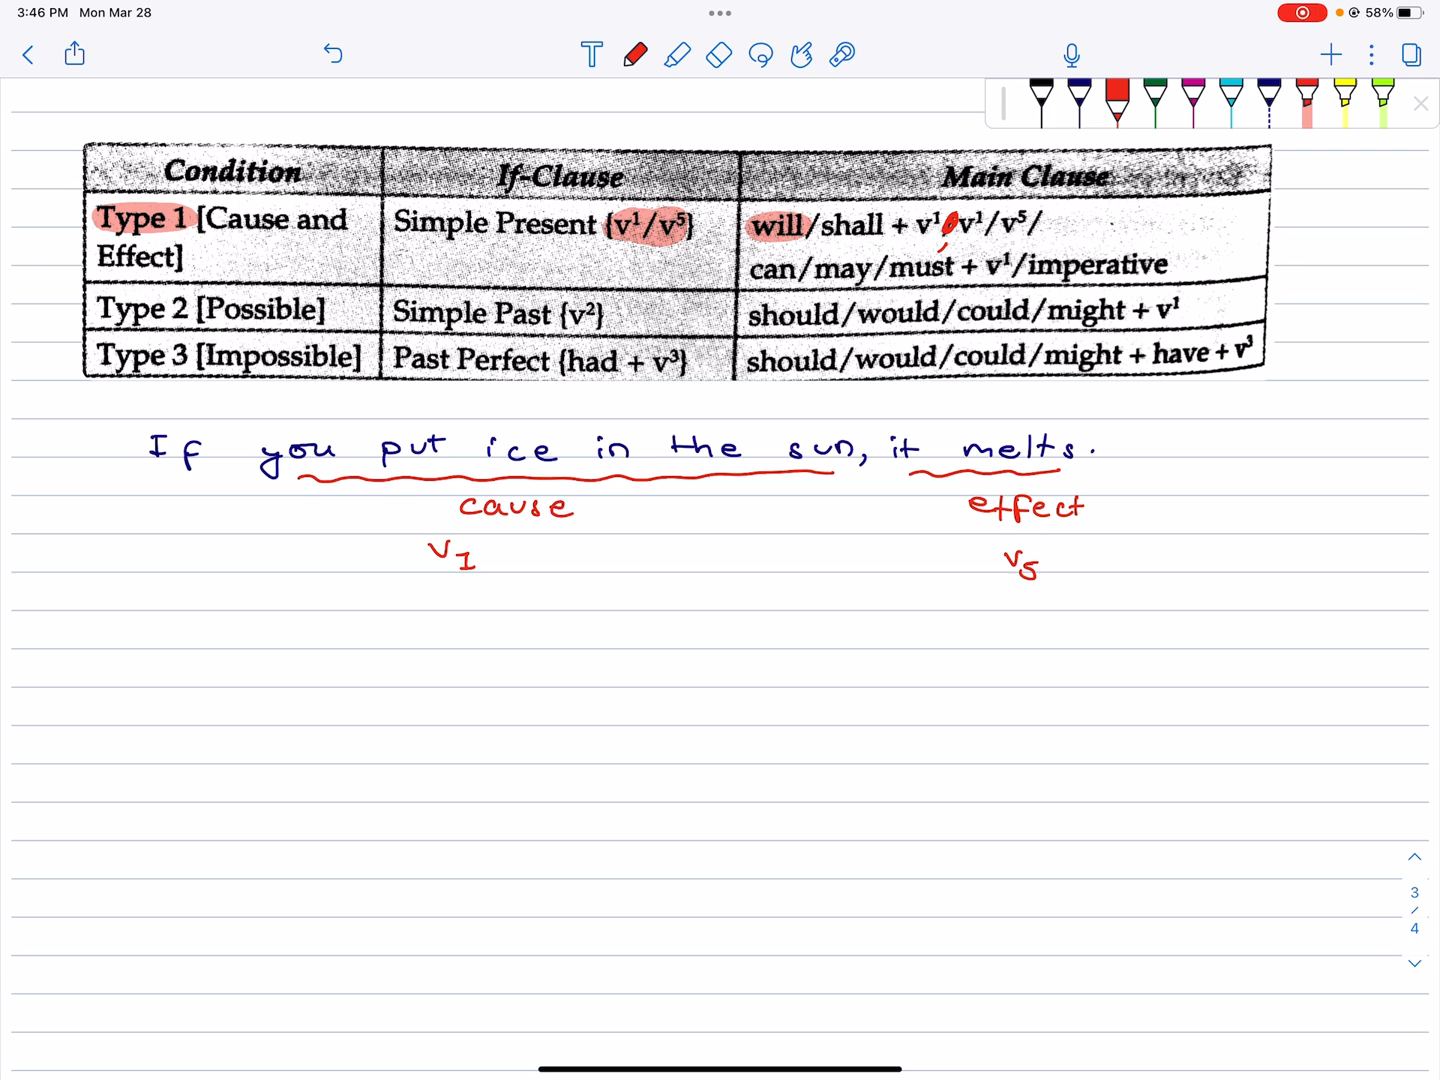 3:46 PM Mon Mar 28
58%
Condition If-Clause Main Clause
Type 1 [Cause and Effect] Simple Present {v¹/v⁵} will/shall + v¹, v¹/v⁵/
can/may/must + v¹/imperative
Type 2 [Possible] Simple Past {v²} should/would/could/might + v¹
Type 3 [Impossible] Past Perfect {had + v³} should/would/could/might + have + v³
If you put ice in the sun, it melts.
cause effect
V1 V5
3
/
4